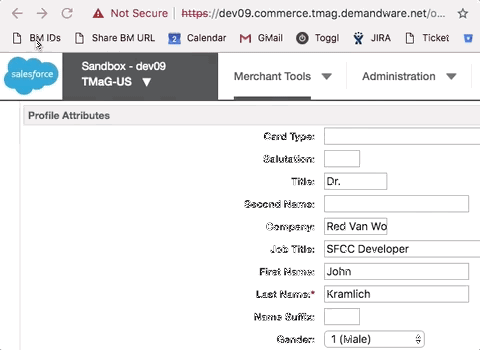 Not Secure https://dev09.commerce.tmag.demandware.net/o...
BM IDs Share BM URL 2 Calendar GMail Toggl JIRA Ticket
salesforce Sandbox - dev09 Merchant Tools Administration
TMaG-US
Profile Attributes
Card Type:
Salutation:
Title: Dr.
Second Name:
Company: Red Van Wo
Job Title: SFCC Developer
First Name: John
Last Name:* Kramlich
Name Suffix:
Gender: 1 (Male)